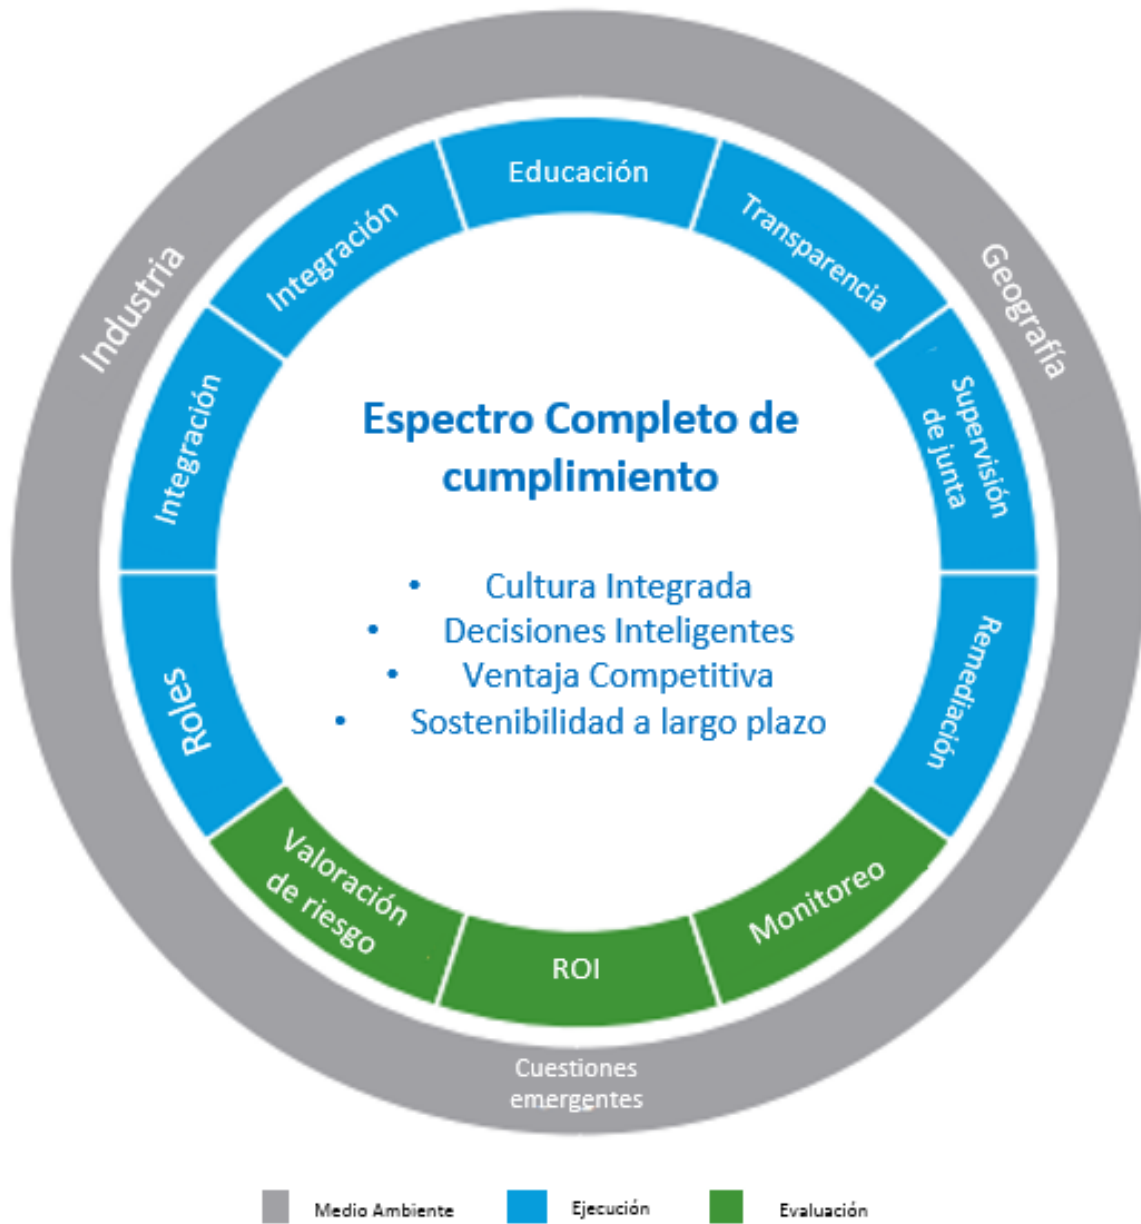 Educación
Integración
Transparencia
Industria
Geografía
Integración
Supervisión
de junta
Espectro Completo de
cumplimiento
• Cultura Integrada
• Decisiones Inteligentes
• Ventaja Competitiva
• Sostenibilidad a largo plazo
Roles
Remediación
Valoración
de riesgo
ROI
Monitoreo
Cuestiones
emergentes
Medio Ambiente
Ejecución
Evaluación